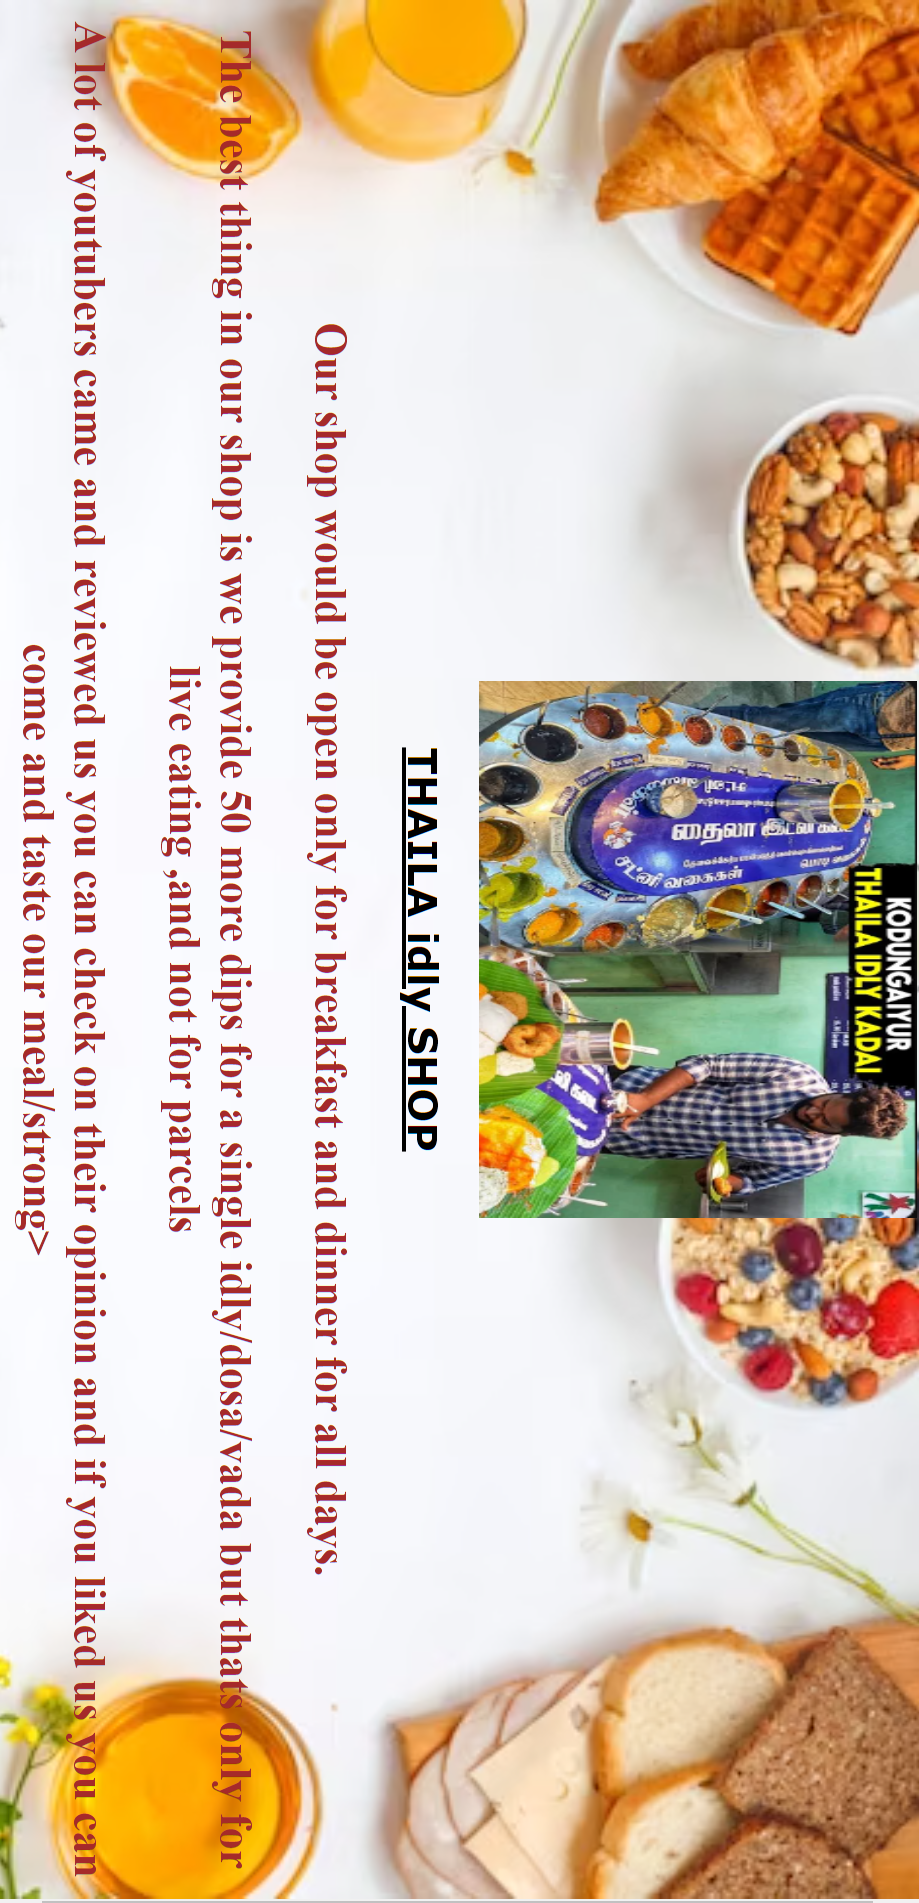 KODUNGAIYUR
THAILA IDLY KADAI
தைலா இட்லி கடை
சட்னி வகைகள்
THAILA idly SHOP
Our shop would be open only for breakfast and dinner for all days.
The best thing in our shop is we provide 50 more dips for a single idly/dosa/vada but thats only for
live eating ,and not for parcels
A lot of youtubers came and reviewed us you can check on their opinion and if you liked us you can
come and taste our meal/strong>